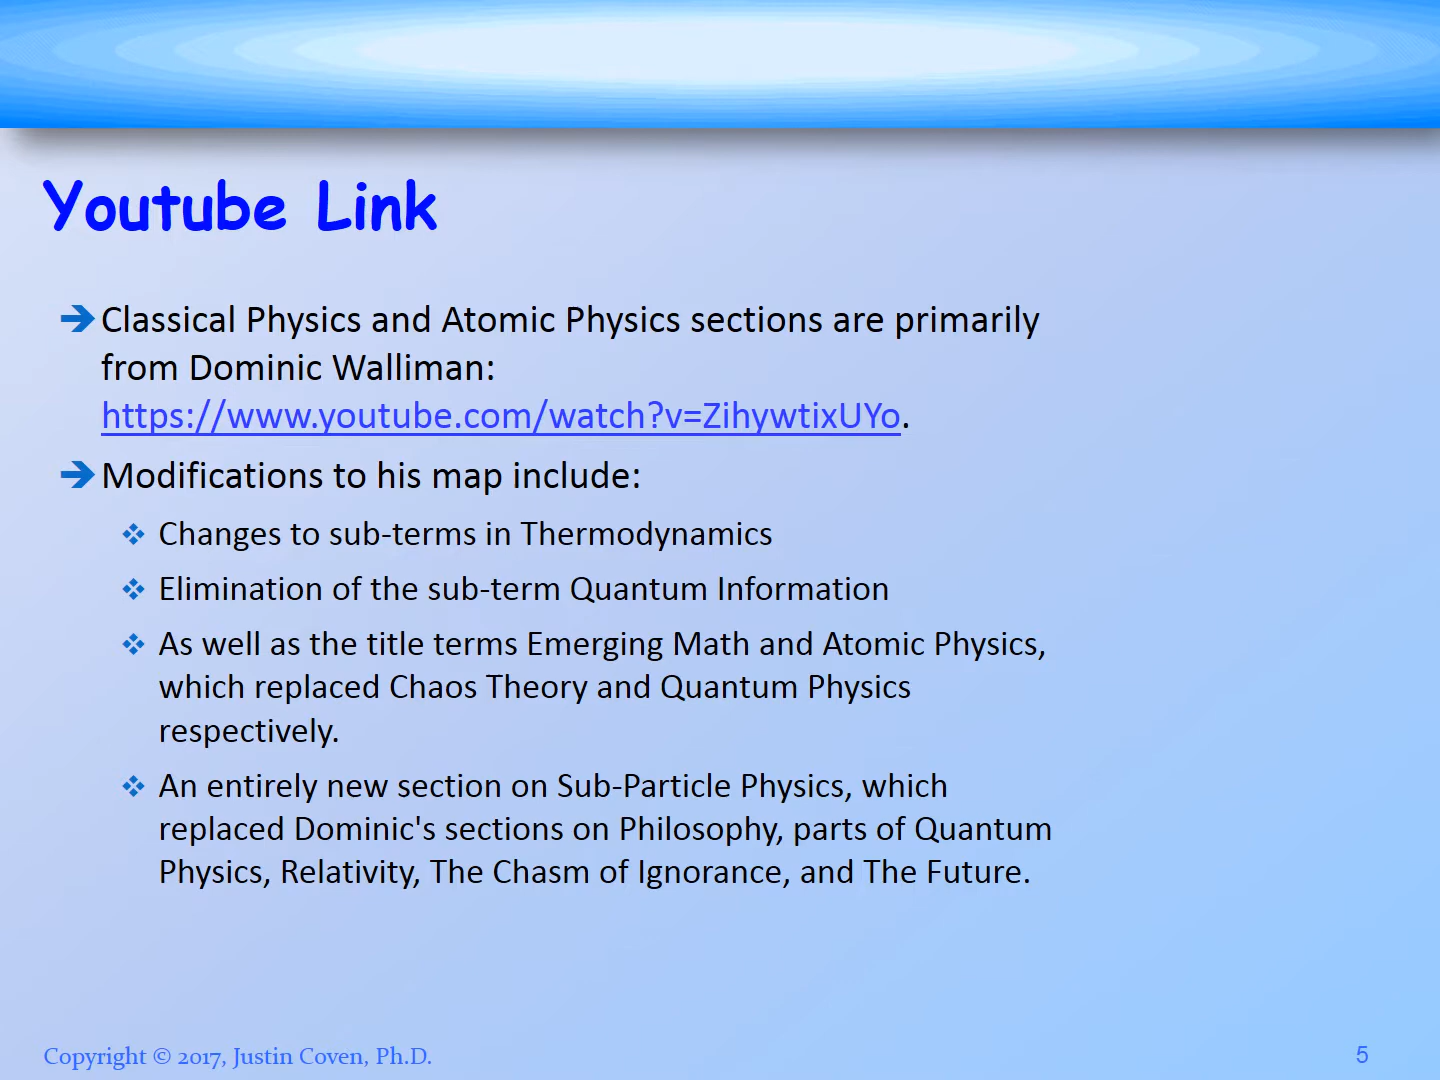 Youtube Link
Classical Physics and Atomic Physics sections are primarily
from Dominic Walliman:
https://www.youtube.com/watch?v=ZihywtixUYo.
Modifications to his map include:
Changes to sub-terms in Thermodynamics
Elimination of the sub-term Quantum Information
As well as the title terms Emerging Math and Atomic Physics,
which replaced Chaos Theory and Quantum Physics
respectively.
An entirely new section on Sub-Particle Physics, which
replaced Dominic's sections on Philosophy, parts of Quantum
Physics, Relativity, The Chasm of Ignorance, and The Future.
Copyright © 2017, Justin Coven, Ph.D.
5